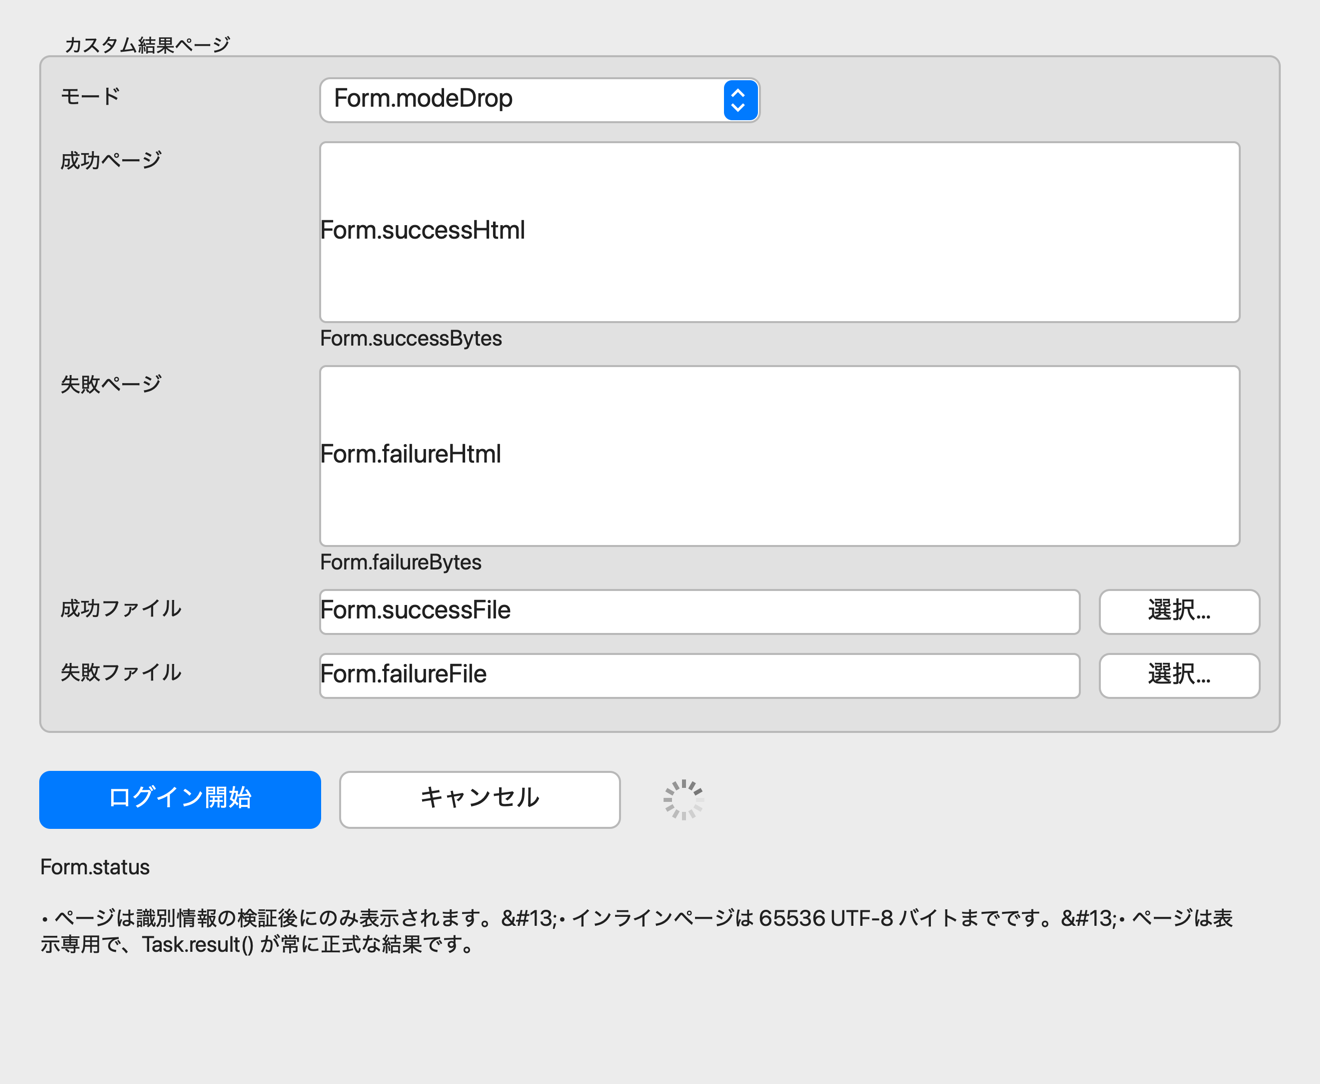 カスタム結果ページ
モード
Form.modeDrop
成功ページ
Form.successHtml
Form.successBytes
失敗ページ
Form.failureHtml
Form.failureBytes
成功ファイル
Form.successFile
選択...
失敗ファイル
Form.failureFile
選択...
ログイン開始
キャンセル
Form.status
• ページは識別情報の検証後にのみ表示されます。&#13;• インラインページは 65536 UTF-8 バイトまでです。&#13;• ページは表
示専用で、Task.result() が常に正式な結果です。